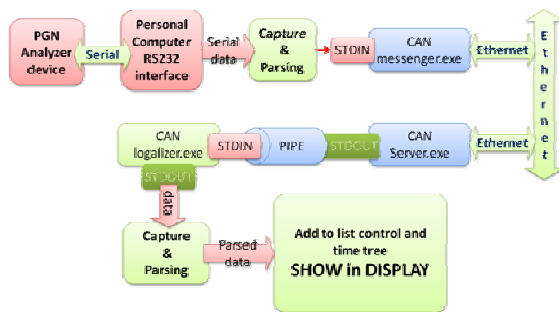 PGN
Analyzer
device
Serial
Personal
Computer
RS232
interface
Serial
data
Capture
&
Parsing
STDIN
CAN
messenger.exe
Ethernet
Ethernet
CAN
logalizer.exe
STDIN
PIPE
STDOUT
CAN
Server.exe
Ethernet
STDOUT
data
Capture
&
Parsing
Parsed
data
Add to list control and
time tree
SHOW in DISPLAY